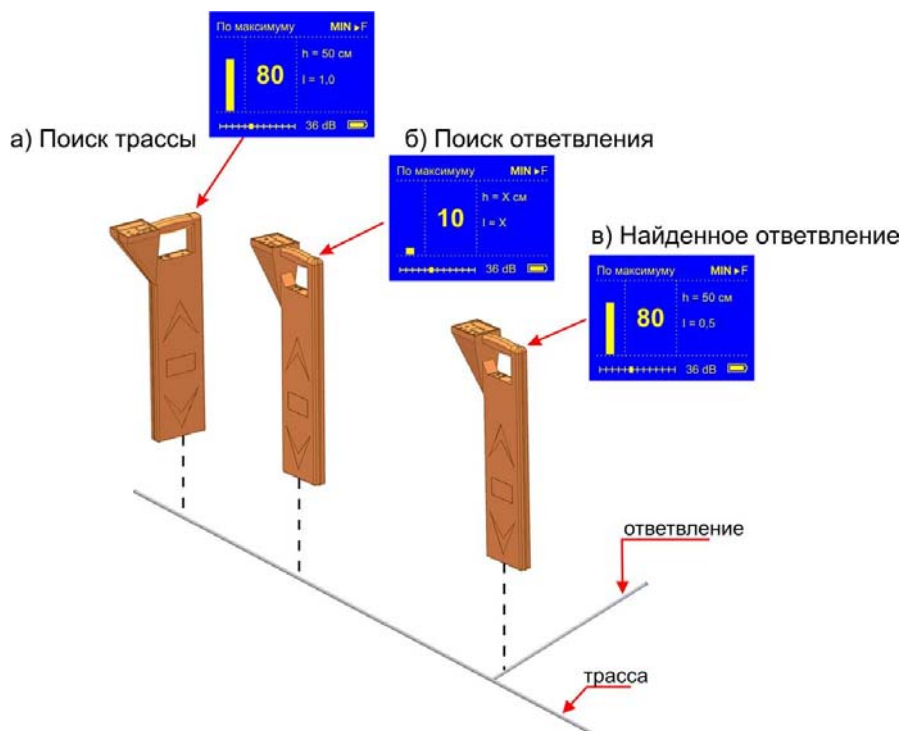 По максимуму MIN ▸F
h = 50 см
80
I = 1,0
36 dB
а) Поиск трассы
б) Поиск ответвления
По максимуму MIN ▸F
h = X см
10
I = X
36 dB
в) Найденное ответвление
По максимуму MIN ▸F
h = 50 см
80
I = 0,5
36 dB
ответвление
трасса